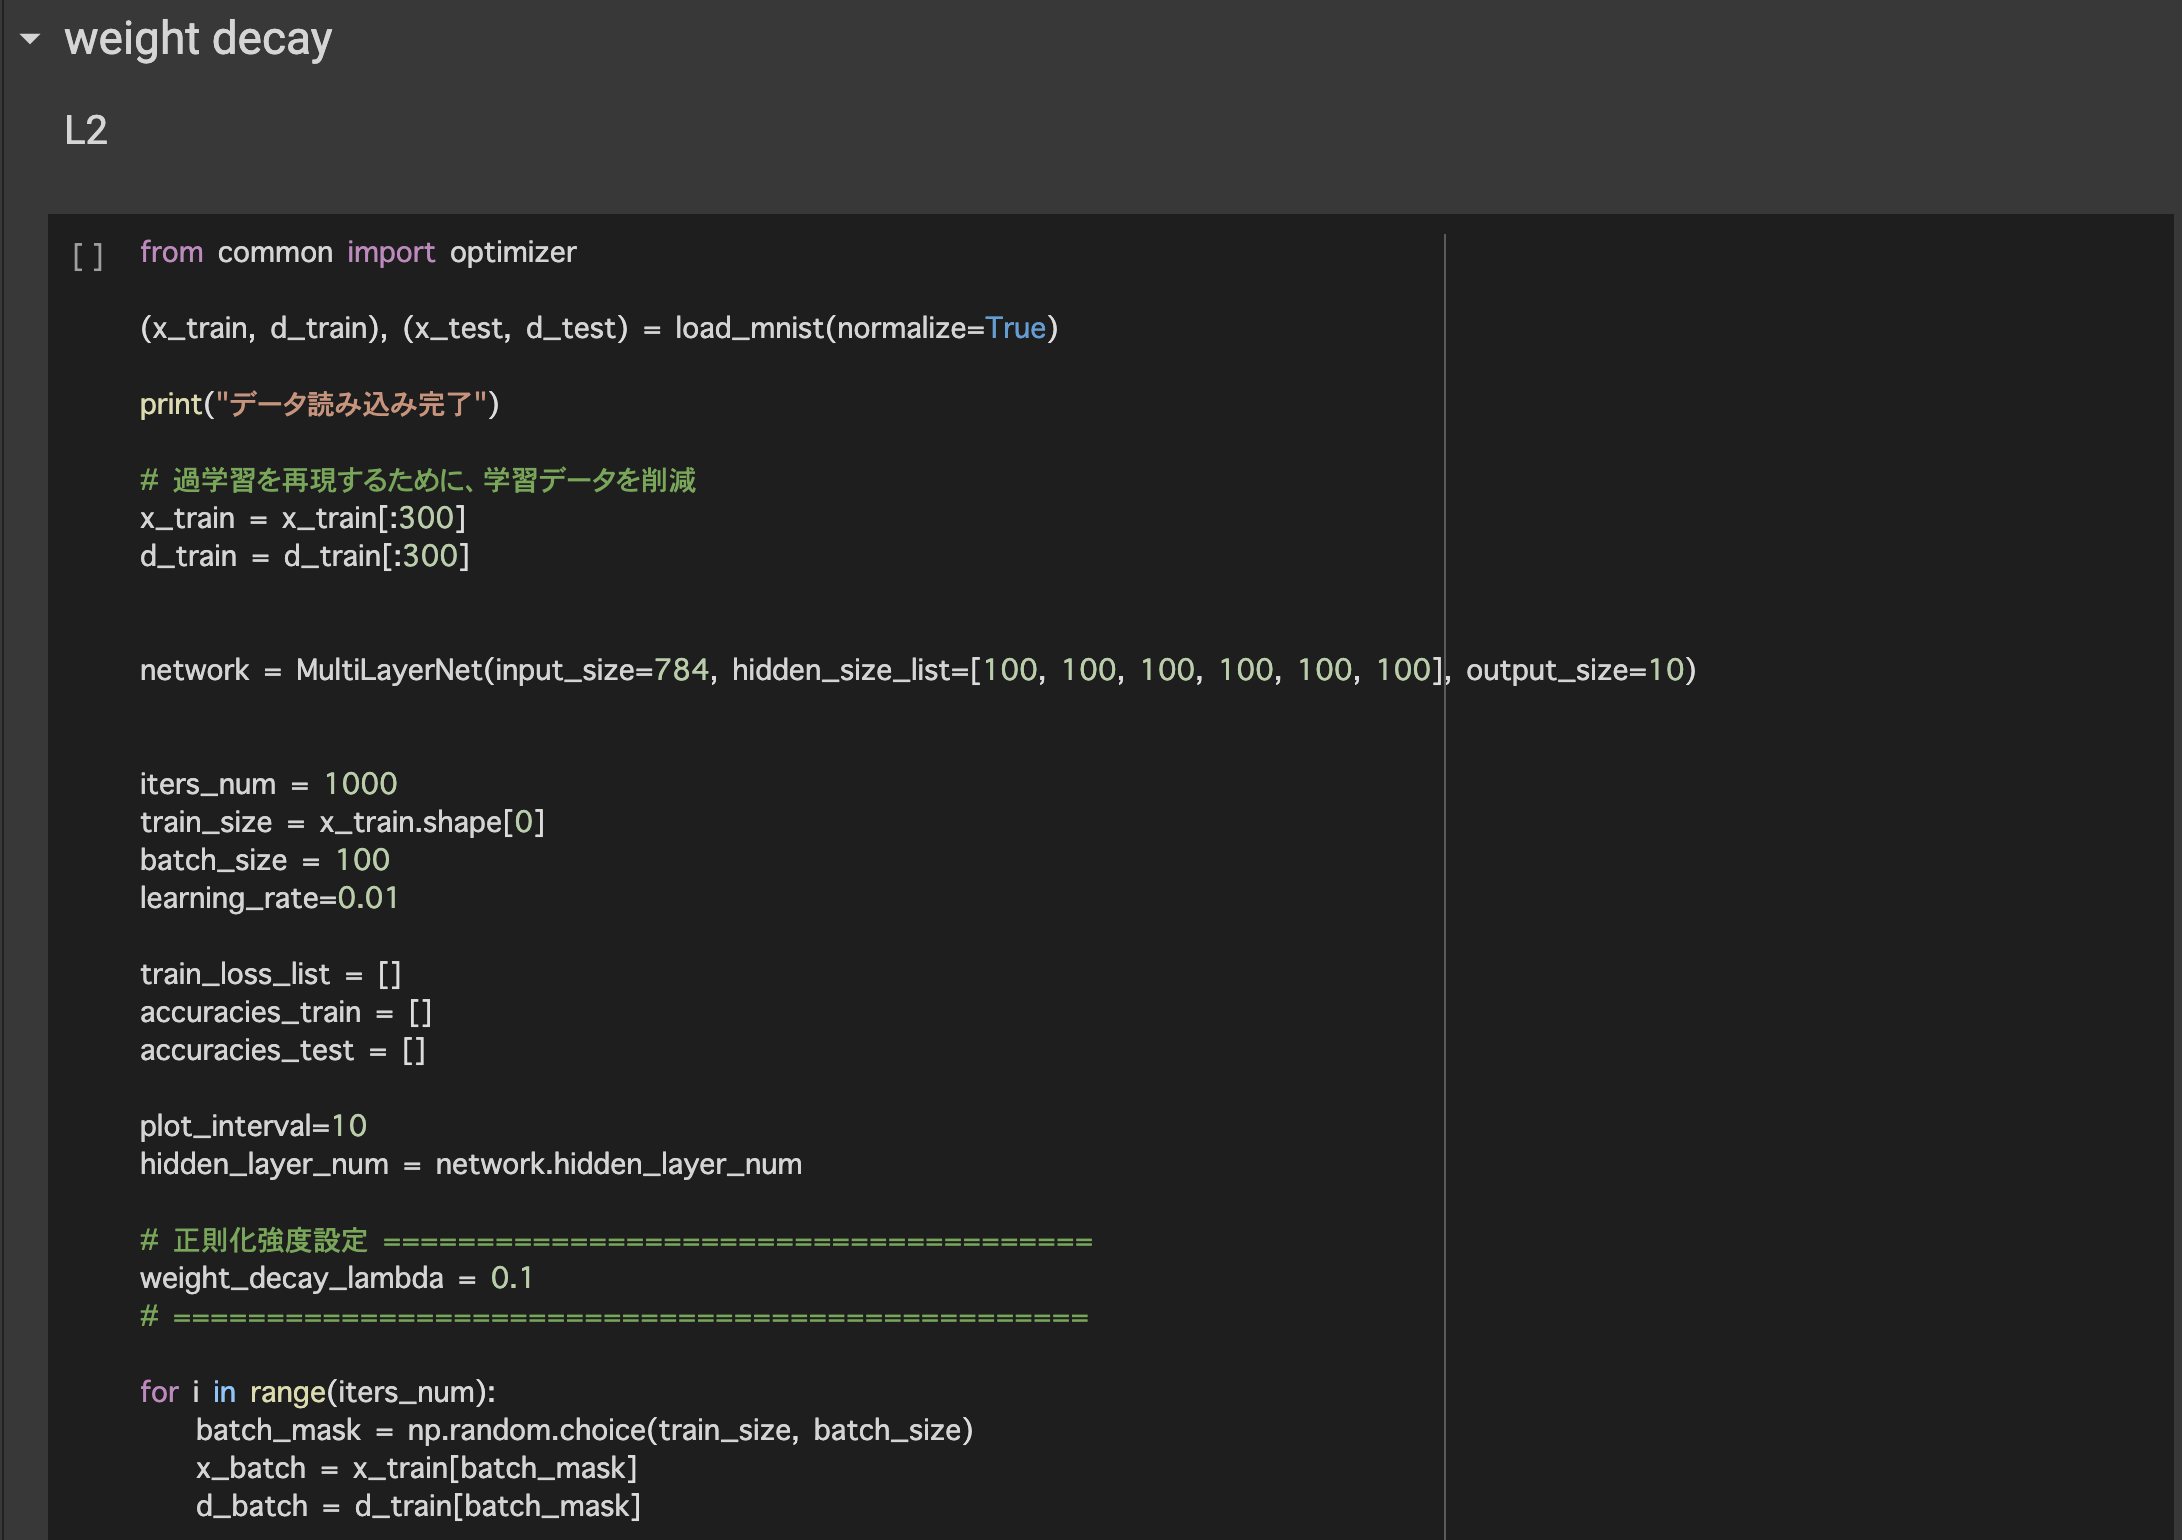 weight decay
L2
[ ]
from common import optimizer
(x_train, d_train), (x_test, d_test) = load_mnist(normalize=True)
print("データ読み込み完了")
# 過学習を再現するために、学習データを削減
x_train = x_train[:300]
d_train = d_train[:300]
network = MultiLayerNet(input_size=784, hidden_size_list=[100, 100, 100, 100, 100, 100], output_size=10)
iters_num = 1000
train_size = x_train.shape[0]
batch_size = 100
learning_rate=0.01
train_loss_list = []
accuracies_train = []
accuracies_test = []
plot_interval=10
hidden_layer_num = network.hidden_layer_num
# 正則化強度設定 ======================================
weight_decay_lambda = 0.1
# =================================================
for i in range(iters_num):
    batch_mask = np.random.choice(train_size, batch_size)
    x_batch = x_train[batch_mask]
    d_batch = d_train[batch_mask]